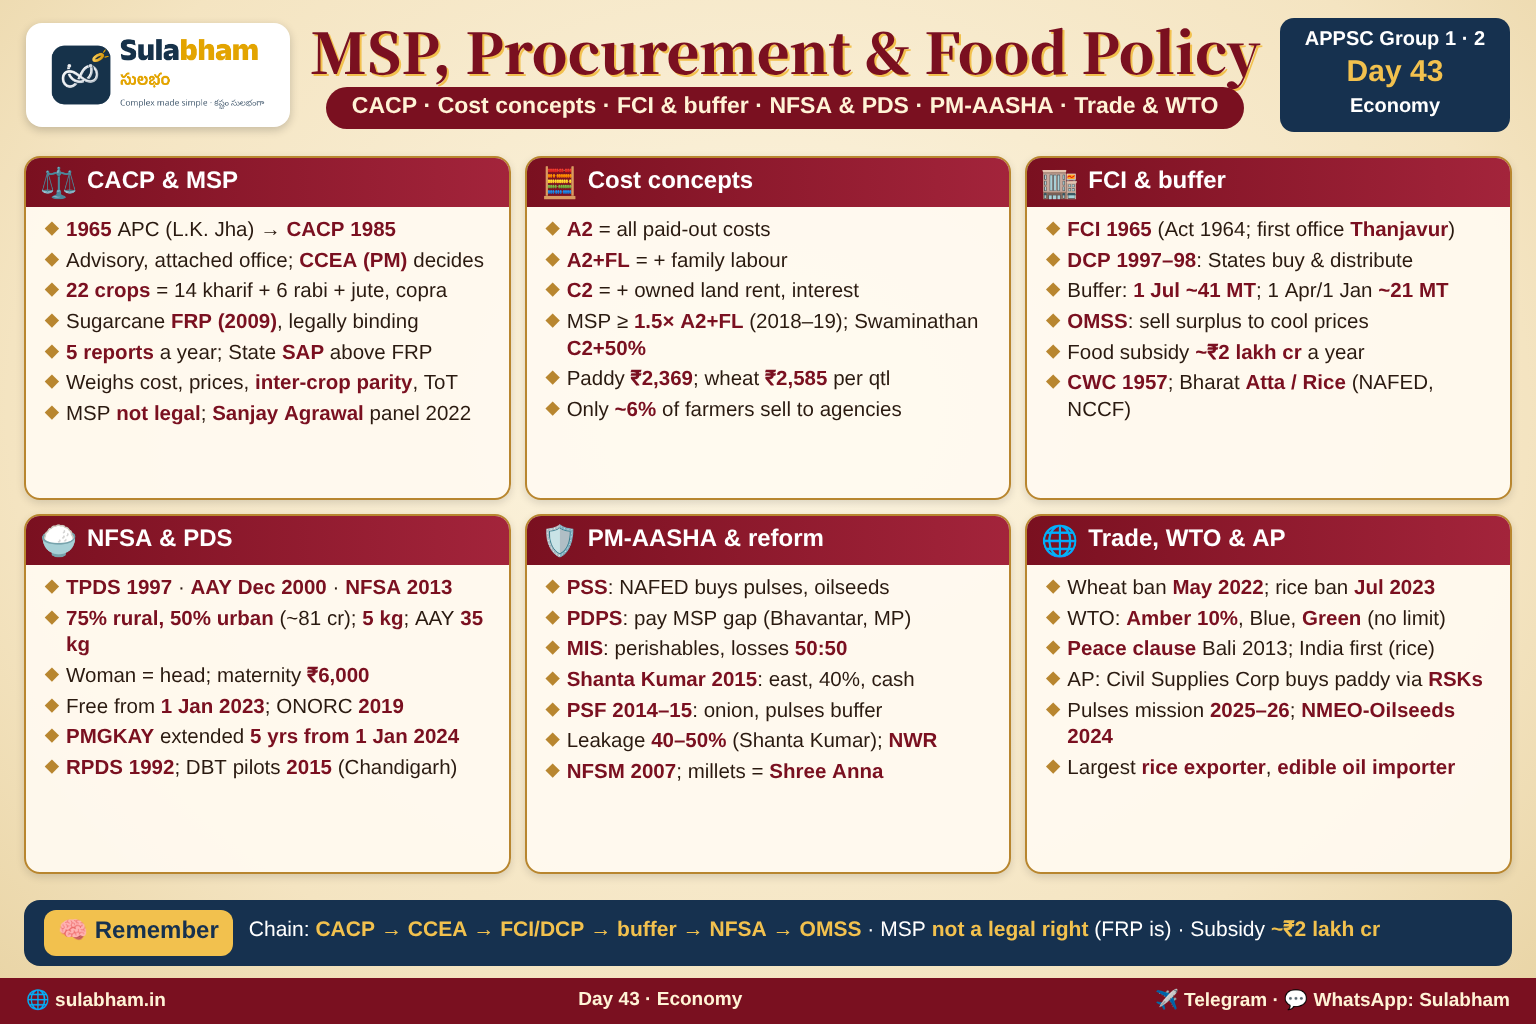 Sulabham
సులభం
Complex made simple · కష్టం సులభంగా
MSP, Procurement & Food Policy
CACP · Cost concepts · FCI & buffer · NFSA & PDS · PM-AASHA · Trade & WTO
APPSC Group 1 · 2
Day 43
Economy
CACP & MSP
1965 APC (L.K. Jha) → CACP 1985
Advisory, attached office; CCEA (PM) decides
22 crops = 14 kharif + 6 rabi + jute, copra
Sugarcane FRP (2009), legally binding
5 reports a year; State SAP above FRP
Weighs cost, prices, inter-crop parity, ToT
MSP not legal; Sanjay Agrawal panel 2022
Cost concepts
A2 = all paid-out costs
A2+FL = + family labour
C2 = + owned land rent, interest
MSP ≥ 1.5× A2+FL (2018–19); Swaminathan
C2+50%
Paddy ₹2,369; wheat ₹2,585 per qtl
Only ~6% of farmers sell to agencies
FCI & buffer
FCI 1965 (Act 1964; first office Thanjavur)
DCP 1997–98: States buy & distribute
Buffer: 1 Jul ~41 MT; 1 Apr/1 Jan ~21 MT
OMSS: sell surplus to cool prices
Food subsidy ~₹2 lakh cr a year
CWC 1957; Bharat Atta / Rice (NAFED,
NCCF)
NFSA & PDS
TPDS 1997 · AAY Dec 2000 · NFSA 2013
75% rural, 50% urban (~81 cr); 5 kg; AAY 35
kg
Woman = head; maternity ₹6,000
Free from 1 Jan 2023; ONORC 2019
PMGKAY extended 5 yrs from 1 Jan 2024
RPDS 1992; DBT pilots 2015 (Chandigarh)
PM-AASHA & reform
PSS: NAFED buys pulses, oilseeds
PDPS: pay MSP gap (Bhavantar, MP)
MIS: perishables, losses 50:50
Shanta Kumar 2015: east, 40%, cash
PSF 2014–15: onion, pulses buffer
Leakage 40–50% (Shanta Kumar); NWR
NFSM 2007; millets = Shree Anna
Trade, WTO & AP
Wheat ban May 2022; rice ban Jul 2023
WTO: Amber 10%, Blue, Green (no limit)
Peace clause Bali 2013; India first (rice)
AP: Civil Supplies Corp buys paddy via RSKs
Pulses mission 2025–26; NMEO-Oilseeds
2024
Largest rice exporter, edible oil importer
Remember
Chain: CACP → CCEA → FCI/DCP → buffer → NFSA → OMSS · MSP not a legal right (FRP is) · Subsidy ~₹2 lakh cr
sulabham.in
Day 43 · Economy
Telegram · WhatsApp: Sulabham